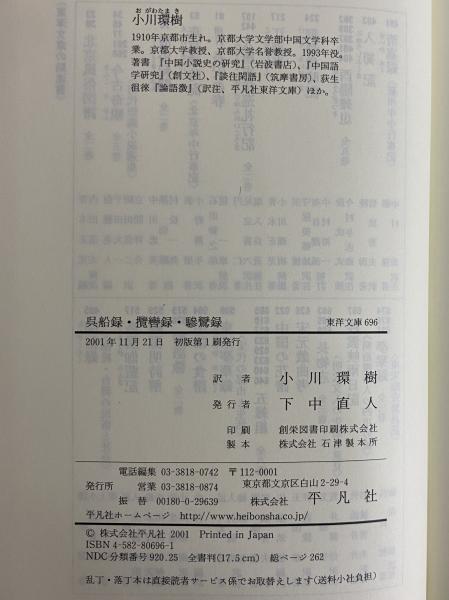 おがわたまき
小川環樹
1910年京都市生れ。京都大学文学部中国文学科卒
業。京都大学教授、京都大学名誉教授。1993年没。
著書 『中国小説史の研究』(岩波書店)、『中国語
学研究』(創文社)、『談往閑語』(筑摩書房)、荻生
徂徠『論語徴』(訳注、平凡社東洋文庫) ほか。
呉船録・攬轡録・驂鸞録 東洋文庫 696
2001年11月21日 初版第1刷発行
訳者 小川環樹
発行者 下中直人
印刷 創栄図書印刷株式会社
製本 株式会社 石津製本所
電話編集 03-3818-0742 〒112-0001
発行所 営業 03-3818-0874 東京都文京区白山2-29-4
振替 00180-0-29639 株式会社 平凡社
平凡社ホームページ http://www.heibonsha.co.jp/
© 株式会社平凡社 2001 Printed in Japan
ISBN 4-582-80696-1
NDC分類番号920.25 全書判(17.5cm) 総ページ262
乱丁・落丁本は直接読者サービス係でお取替えします(送料小社負担)